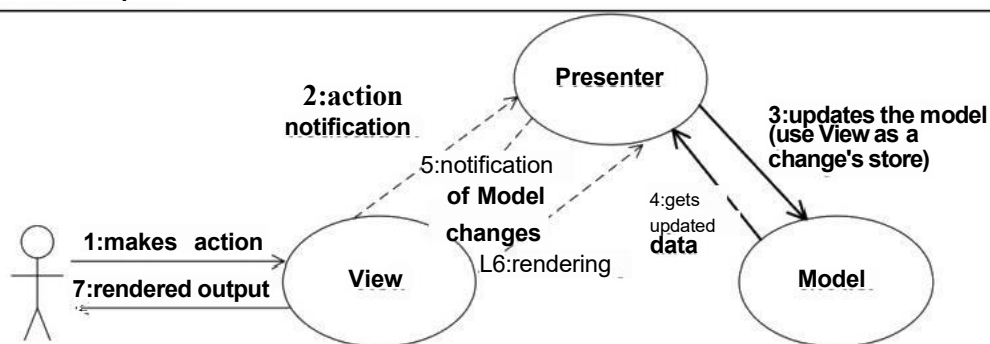 Presenter
2:action
notification
3:updates the model
(use View as a
change's store)
5:notification
of Model
changes
4:gets
updated
data
1:makes action
L6:rendering
7:rendered output
View
Model